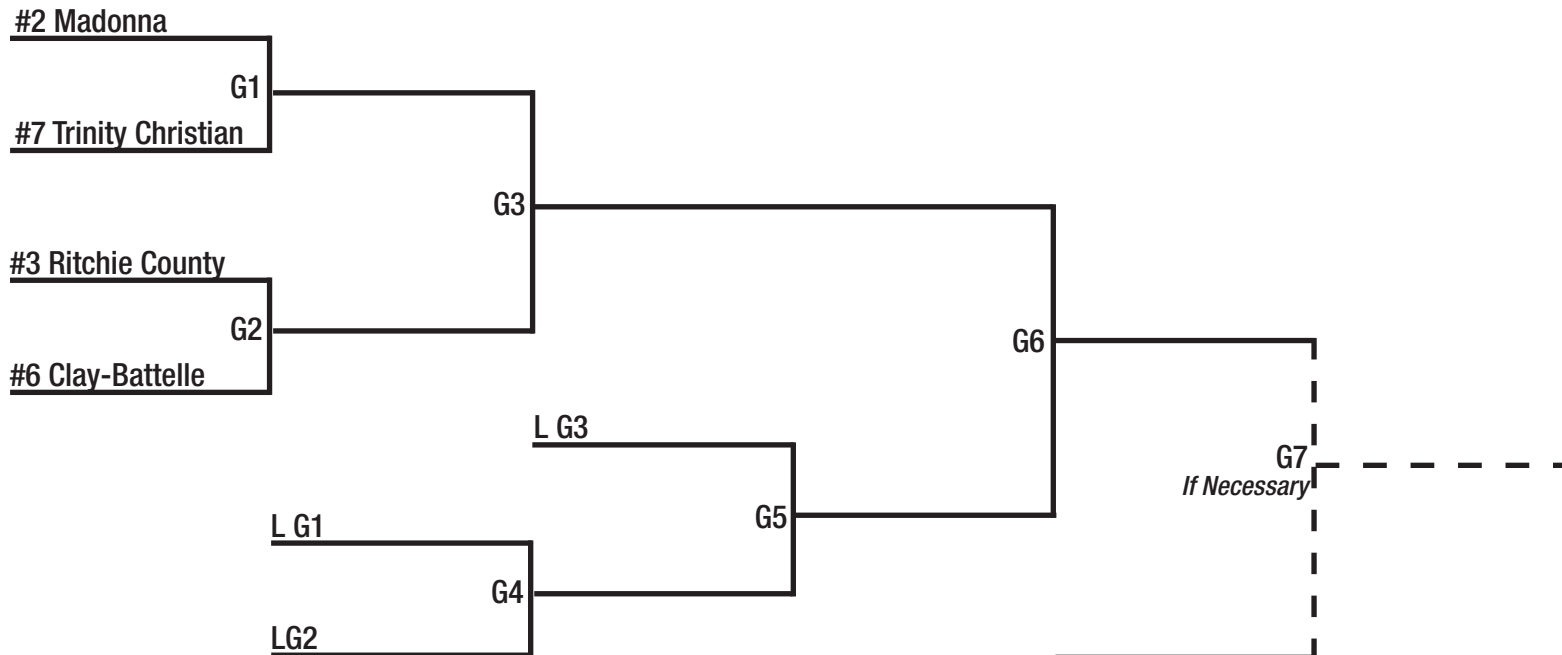 #2 Madonna
G1
#7 Trinity Christian
G3
#3 Ritchie County
G2
#6 Clay-Battelle
G6
L G3
G7
If Necessary
G5
L G1
G4
LG2